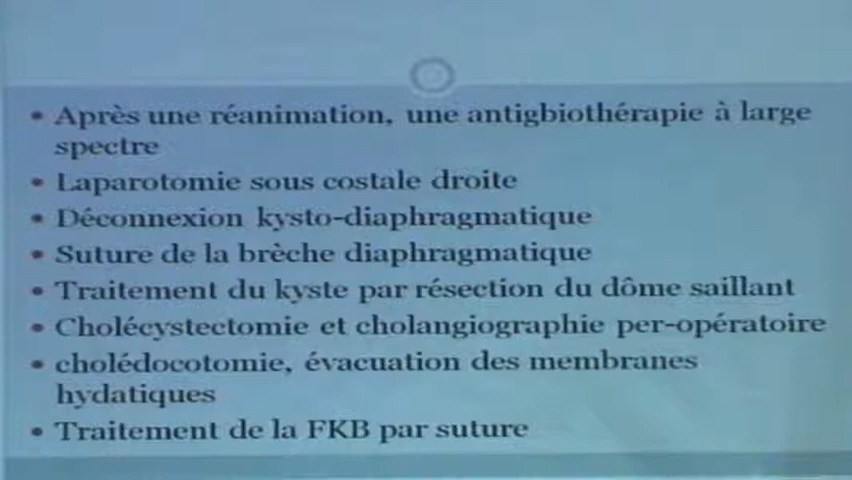 • Après une réanimation, une antigbiothérapie à large
spectre
• Laparotomie sous costale droite
• Déconnexion kysto-diaphragmatique
• Suture de la brèche diaphragmatique
• Traitement du kyste par résection du dôme saillant
• Cholécystectomie et cholangiographie per-opératoire
• cholédocotomie, évacuation des membranes
hydatiques
• Traitement de la FKB par suture